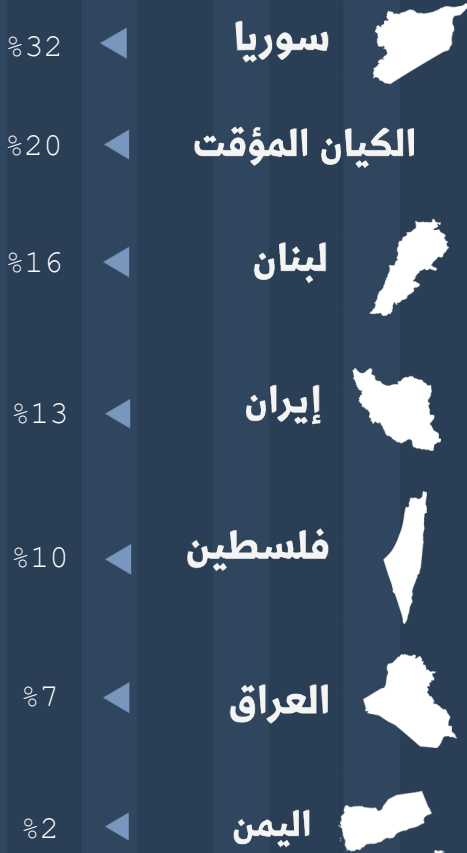 سوريا %32
الكيان المؤقت %20
لبنان %16
إيران %13
فلسطين %10
العراق %7
اليمن %2